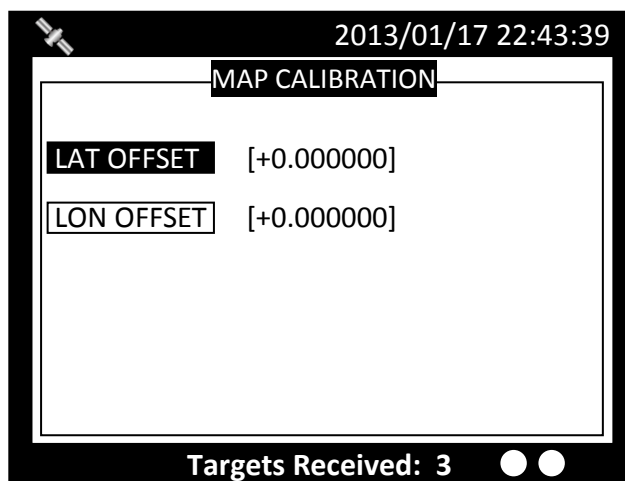 2013/01/17 22:43:39
MAP CALIBRATION
LAT OFFSET [+0.000000]
LON OFFSET [+0.000000]
Targets Received: 3